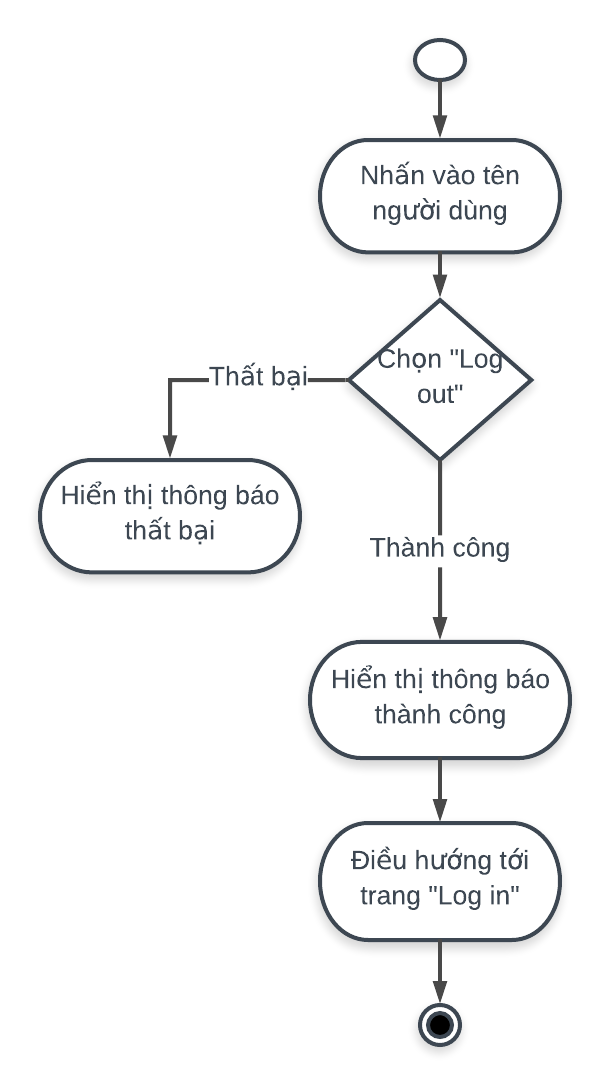 Nhấn vào tên
người dùng
Chọn "Log
out"
Thất bại
Hiển thị thông báo
thất bại
Thành công
Hiển thị thông báo
thành công
Điều hướng tới
trang "Log in"